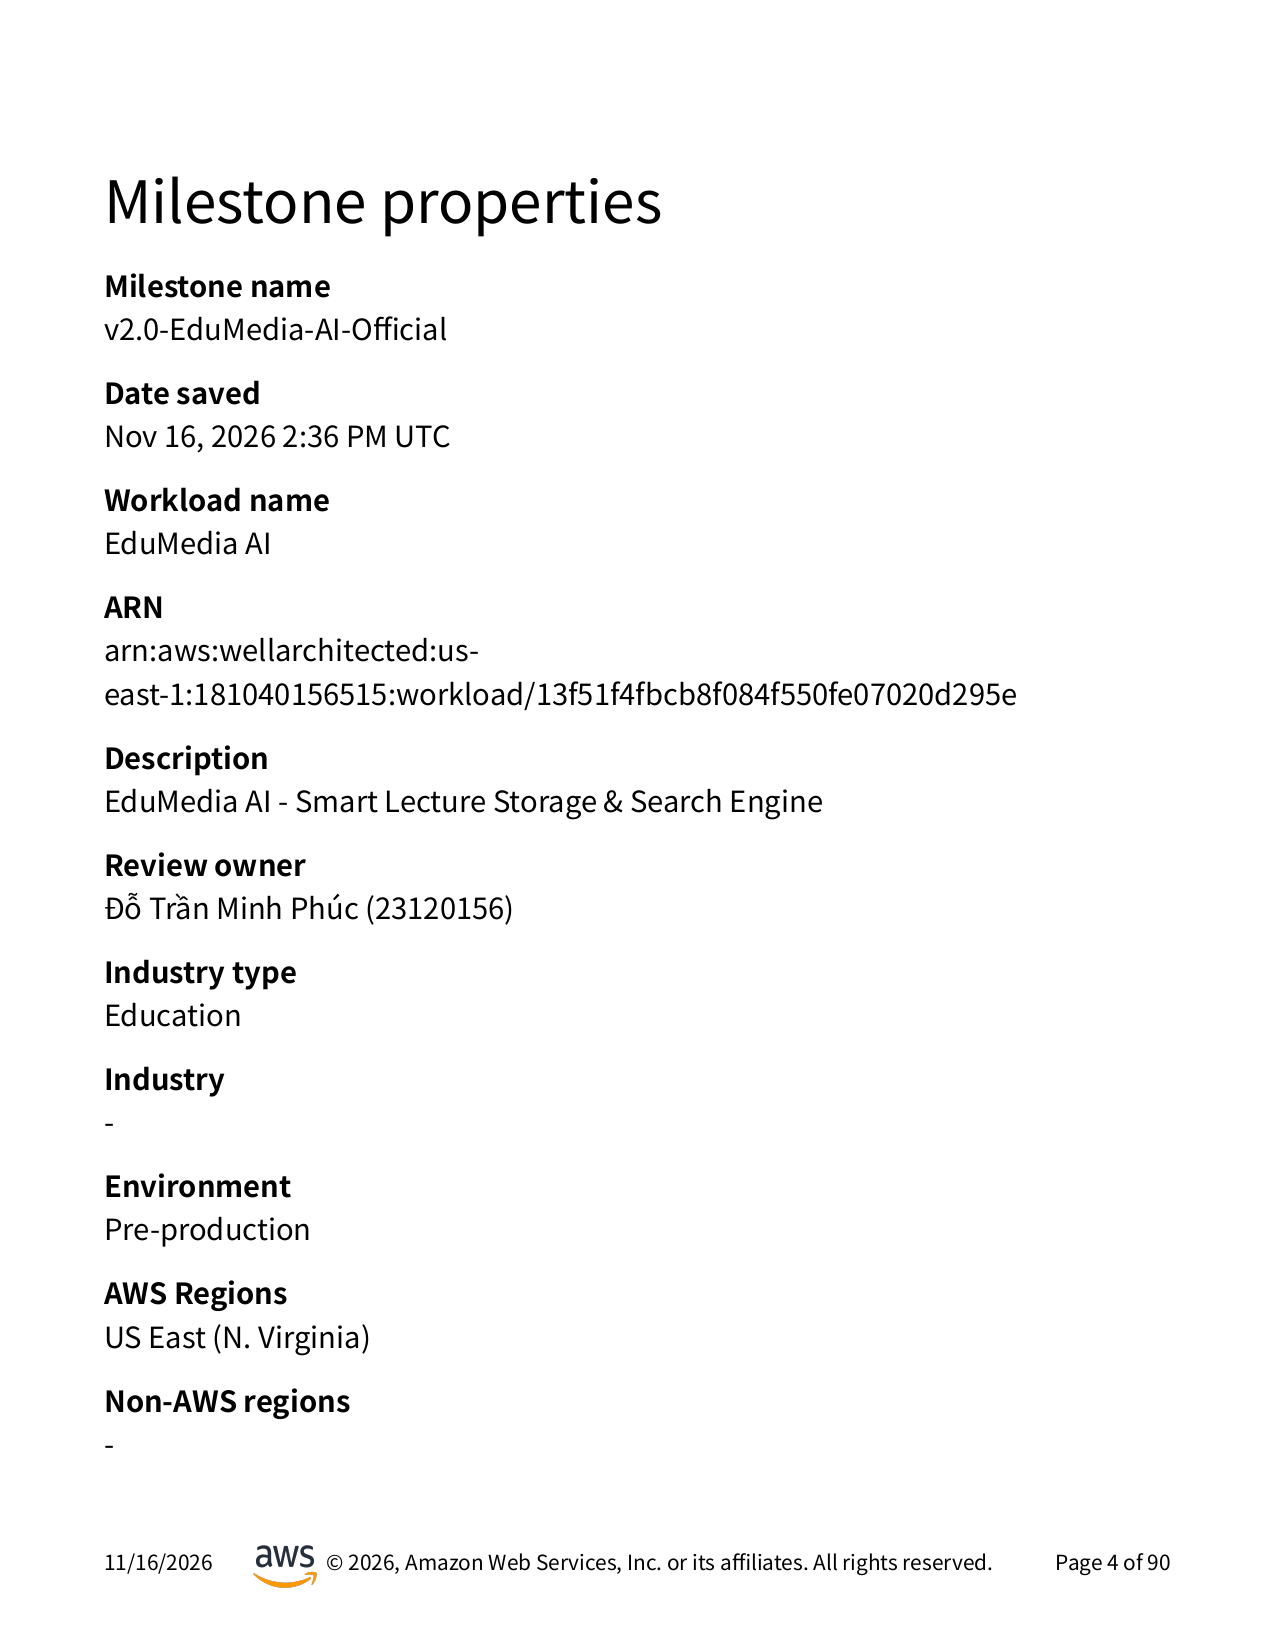 Milestone properties
Milestone name
v2.0-EduMedia-AI-Official
Date saved
Nov 16, 2026 2:36 PM UTC
Workload name
EduMedia AI
ARN
arn:aws:wellarchitected:us-
east-1:181040156515:workload/13f51f4fbcb8f084f550fe07020d295e
Description
EduMedia AI - Smart Lecture Storage & Search Engine
Review owner
Đỗ Trần Minh Phúc (23120156)
Industry type
Education
Industry
-
Environment
Pre-production
AWS Regions
US East (N. Virginia)
Non-AWS regions
-
11/16/2026 aws © 2026, Amazon Web Services, Inc. or its affiliates. All rights reserved. Page 4 of 90